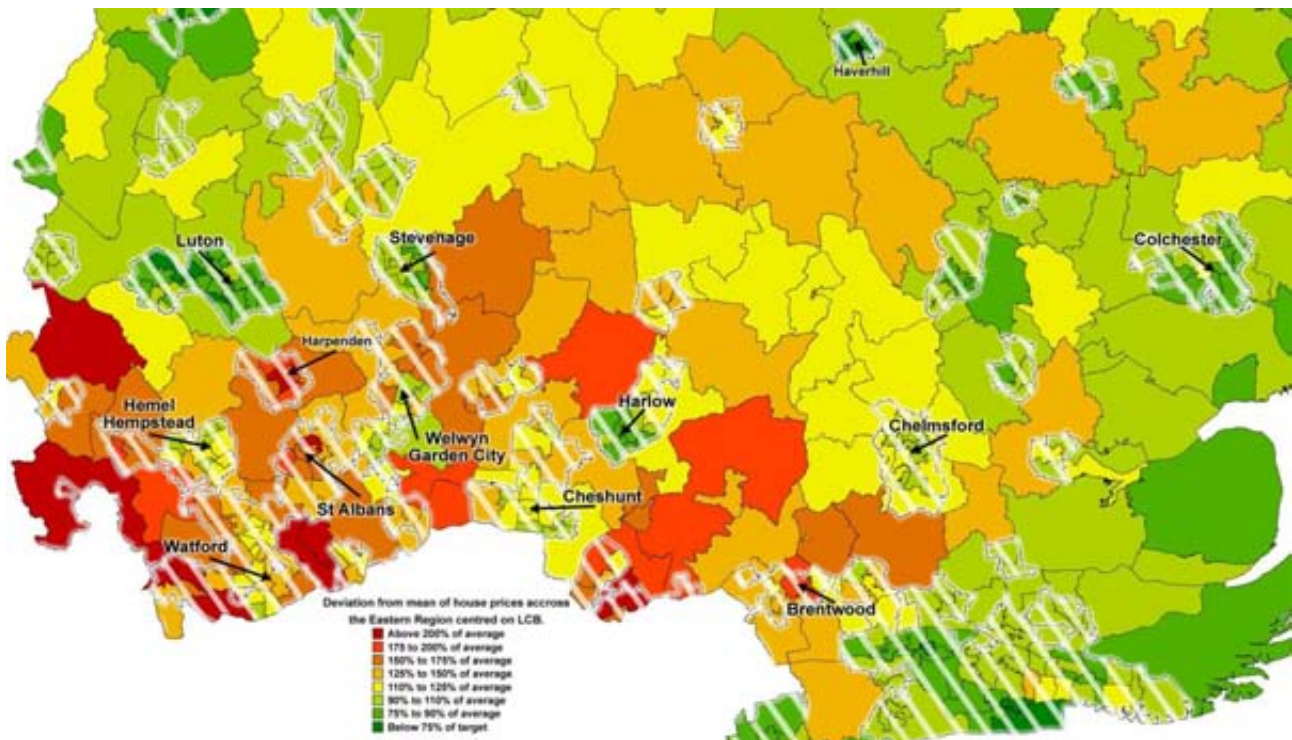 Haverhill
Luton
Stevenage
Colchester
Harpenden
Hemel
Hempstead
Harlow
Welwyn
Garden City
Chelmsford
St Albans
Cheshunt
Watford
Brentwood
Deviation from mean of house prices accross
the Eastern Region centred on LCB.
Above 200% of average
175 to 200% of average
150% to 175% of average
125% to 150% of average
110% to 125% of average
90% to 110% of average
75% to 90% of average
Below 75% of target